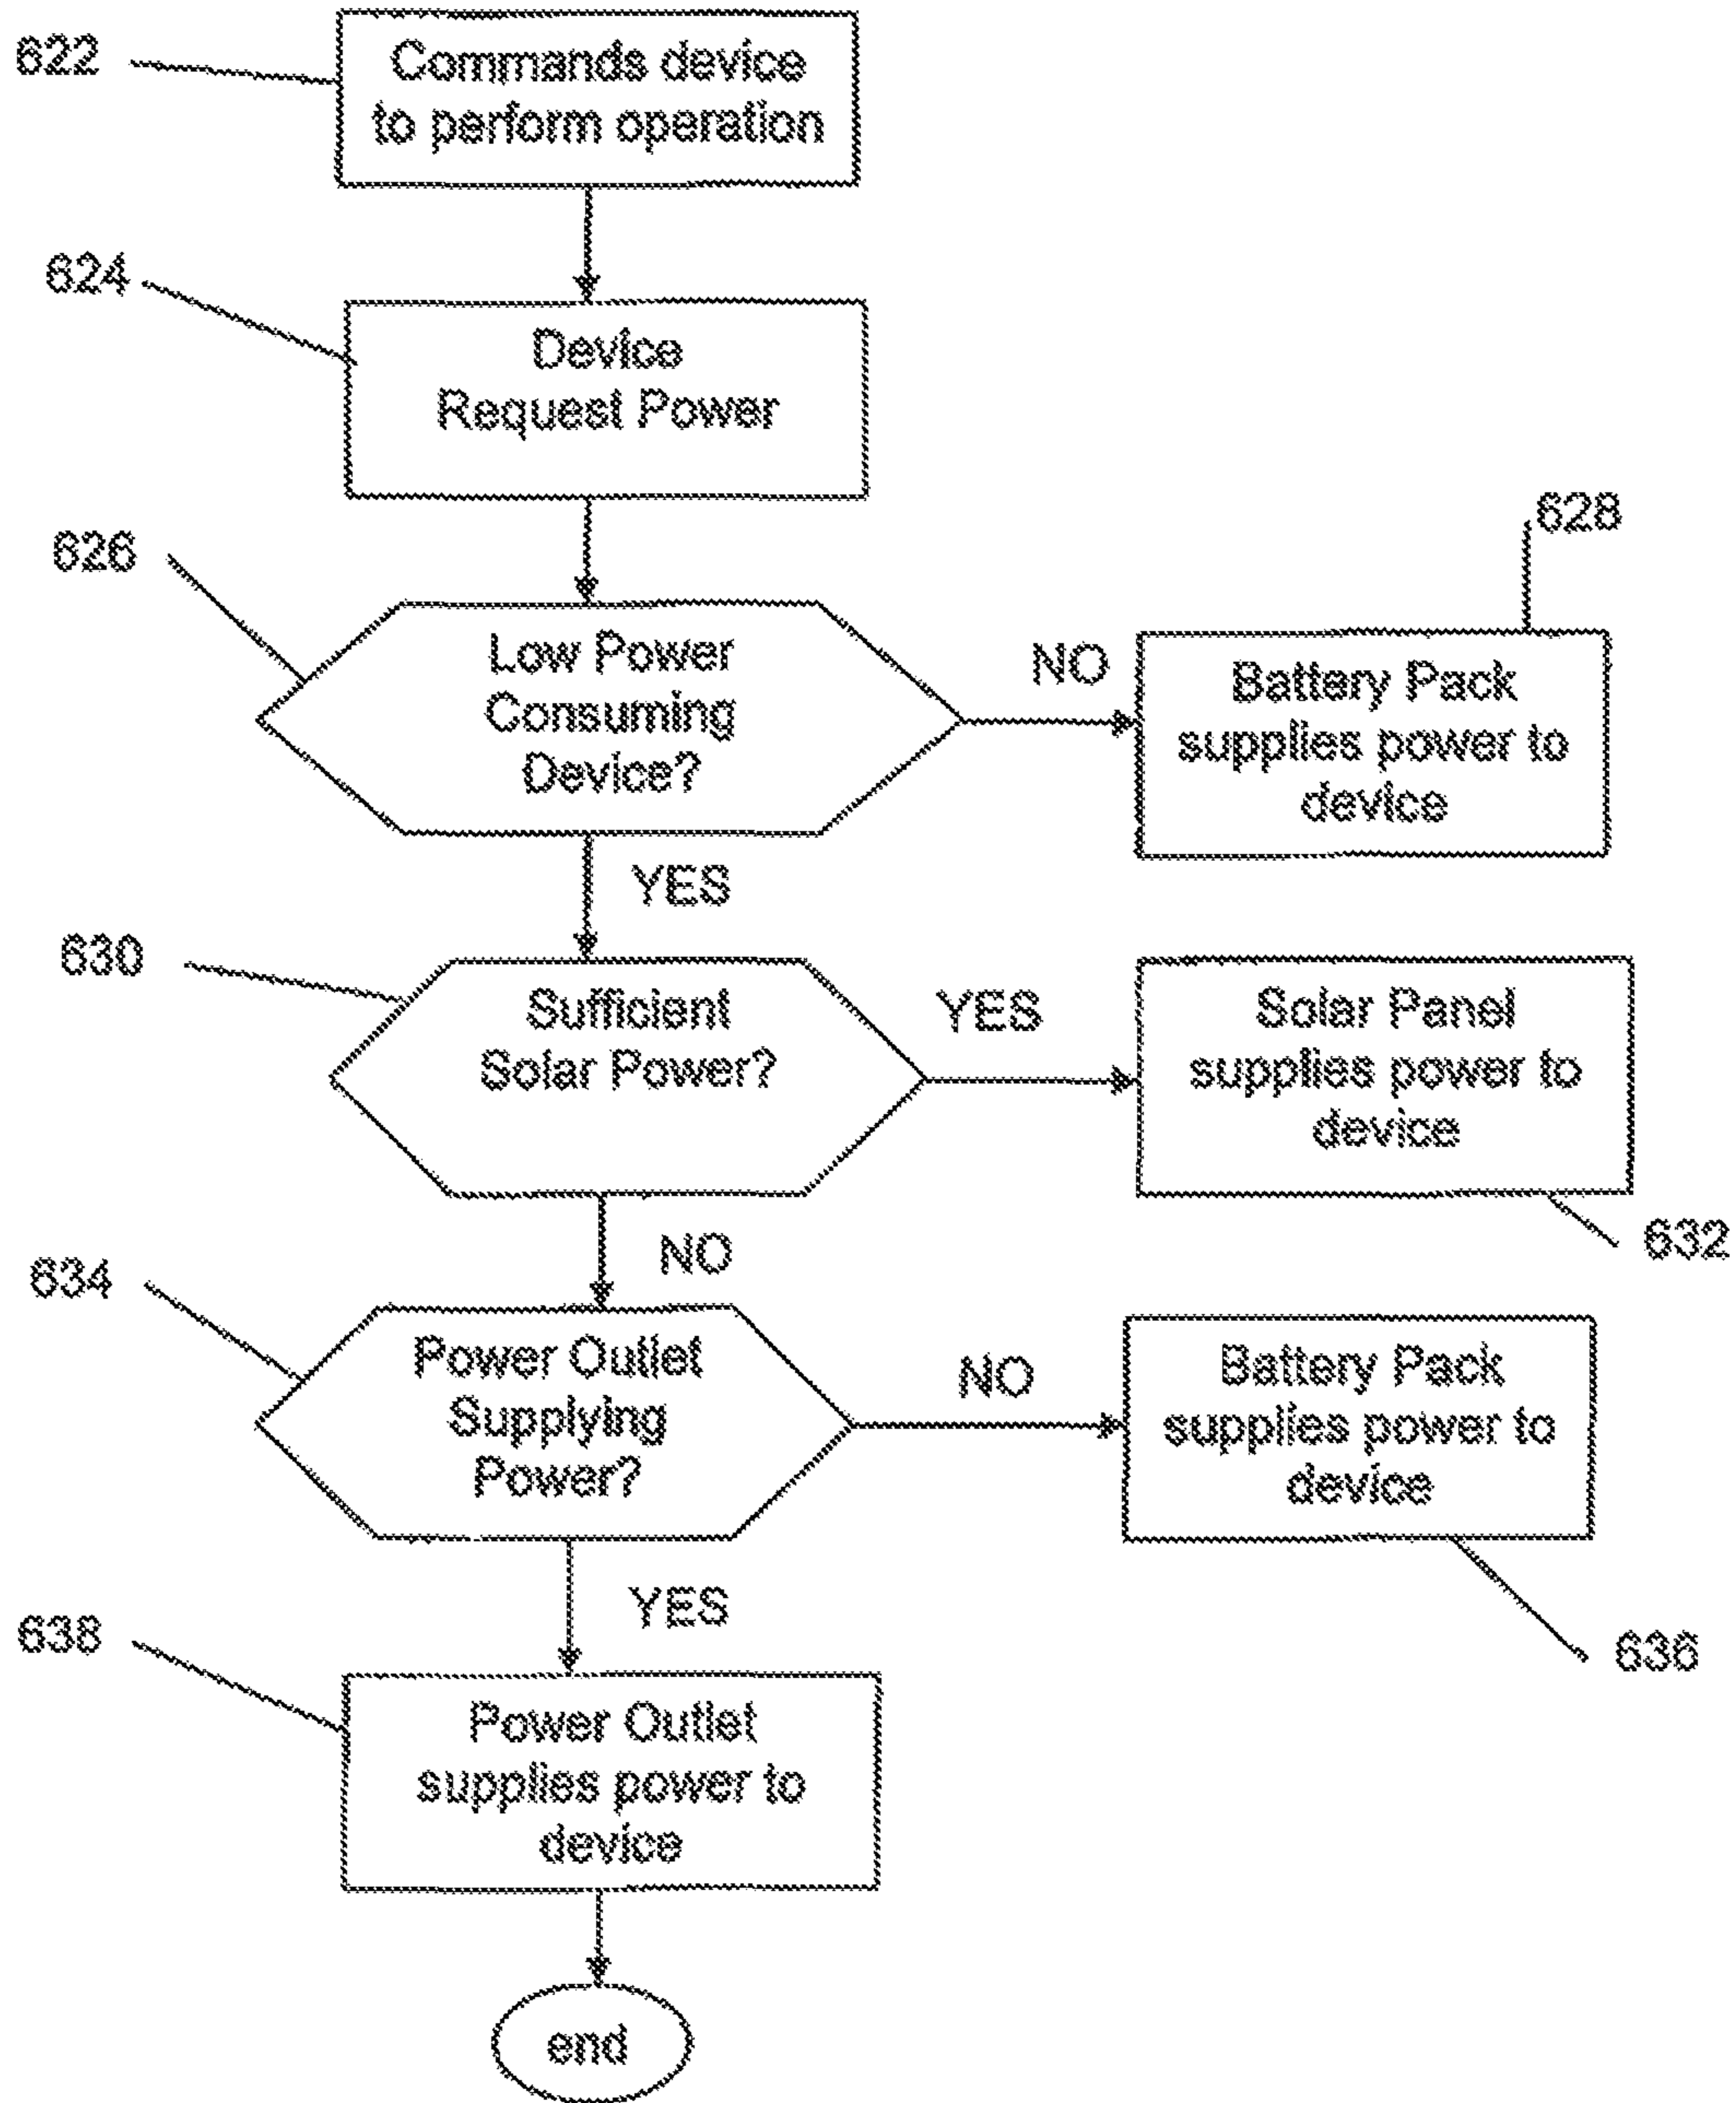 622
Commands device
to perform operation
624
Device
Request Power
626
Low Power
Consuming
Device?
NO
628
Battery Pack
supplies power to
device
YES
630
Sufficient
Solar Power?
YES
Solar Panel
supplies power to
device
632
NO
634
Power Outlet
Supplying
Power?
NO
Battery Pack
supplies power to
device
636
YES
638
Power Outlet
supplies power to
device
end